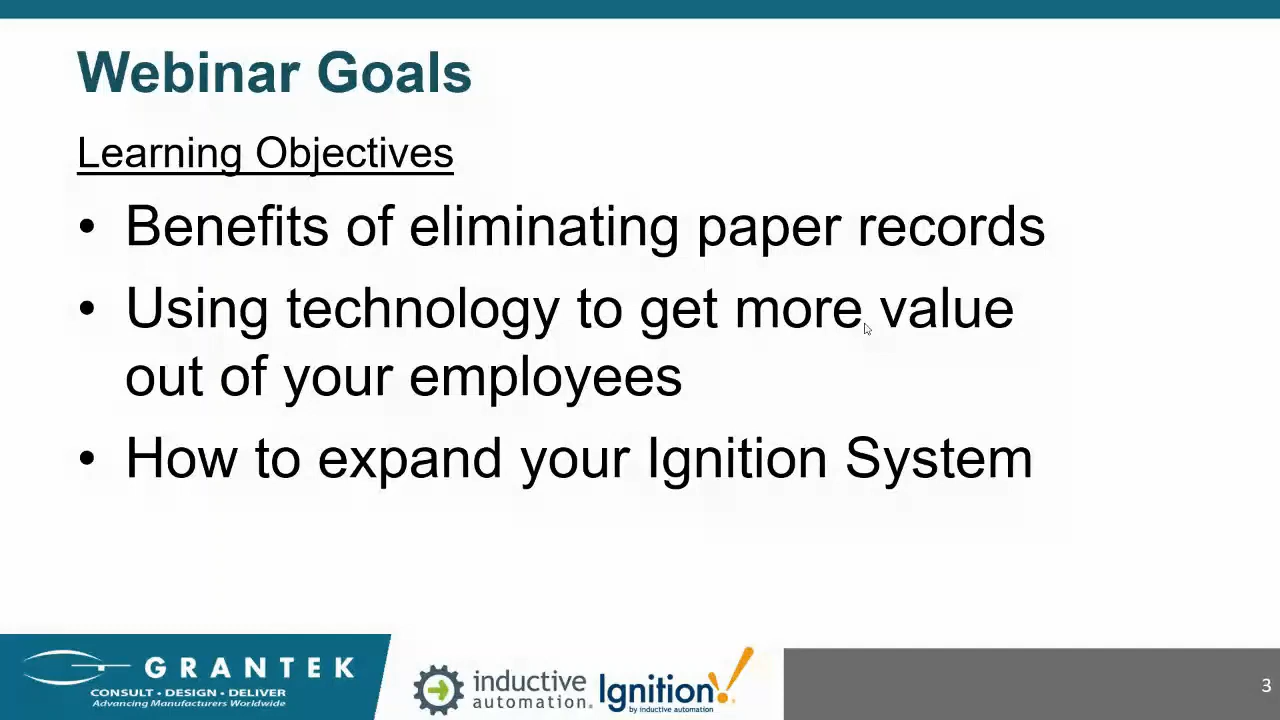 Webinar Goals
Learning Objectives
• Benefits of eliminating paper records
• Using technology to get more value
out of your employees
• How to expand your Ignition System
GRANTEK
CONSULT • DESIGN • DELIVER
Advancing Manufacturers Worldwide
inductive
automation®
Ignition!®
by inductive automation
3